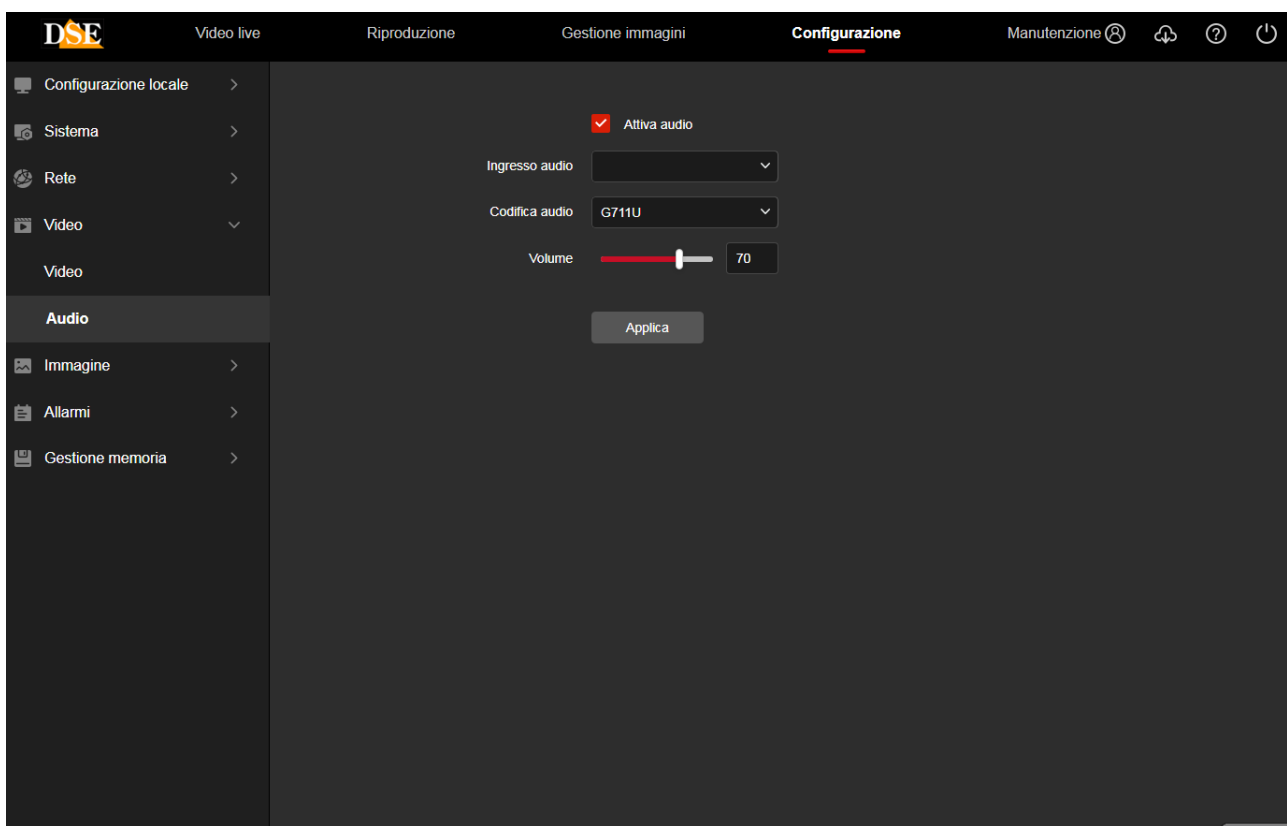 DSE Video live Riproduzione Gestione immagini Configurazione Manutenzione
Configurazione locale
Sistema
Rete
Video
Video
Audio
Immagine
Allarmi
Gestione memoria
Attiva audio
Ingresso audio
Codifica audio G711U
Volume 70
Applica